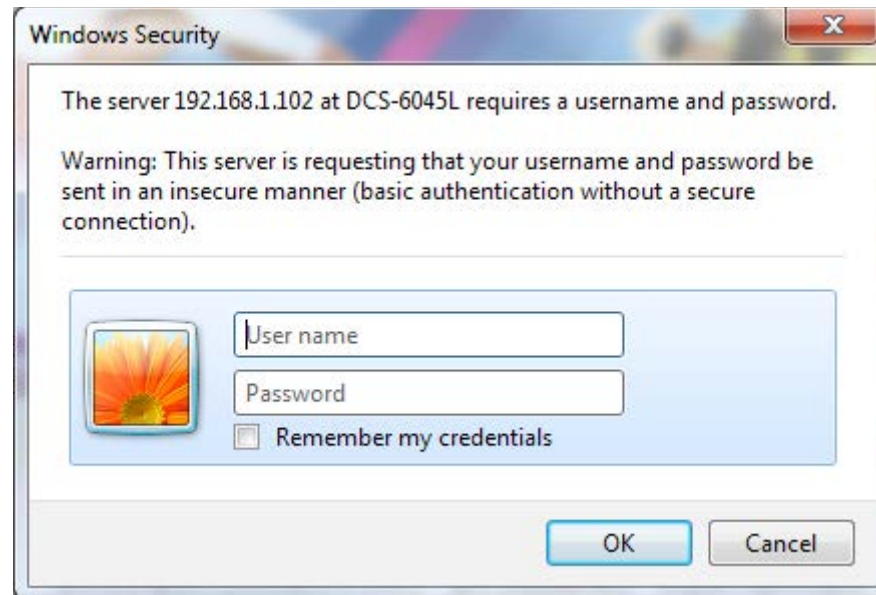 Windows Security
The server 192.168.1.102 at DCS-6045L requires a username and password.
Warning: This server is requesting that your username and password be
sent in an insecure manner (basic authentication without a secure
connection).
User name
Password
Remember my credentials
OK
Cancel